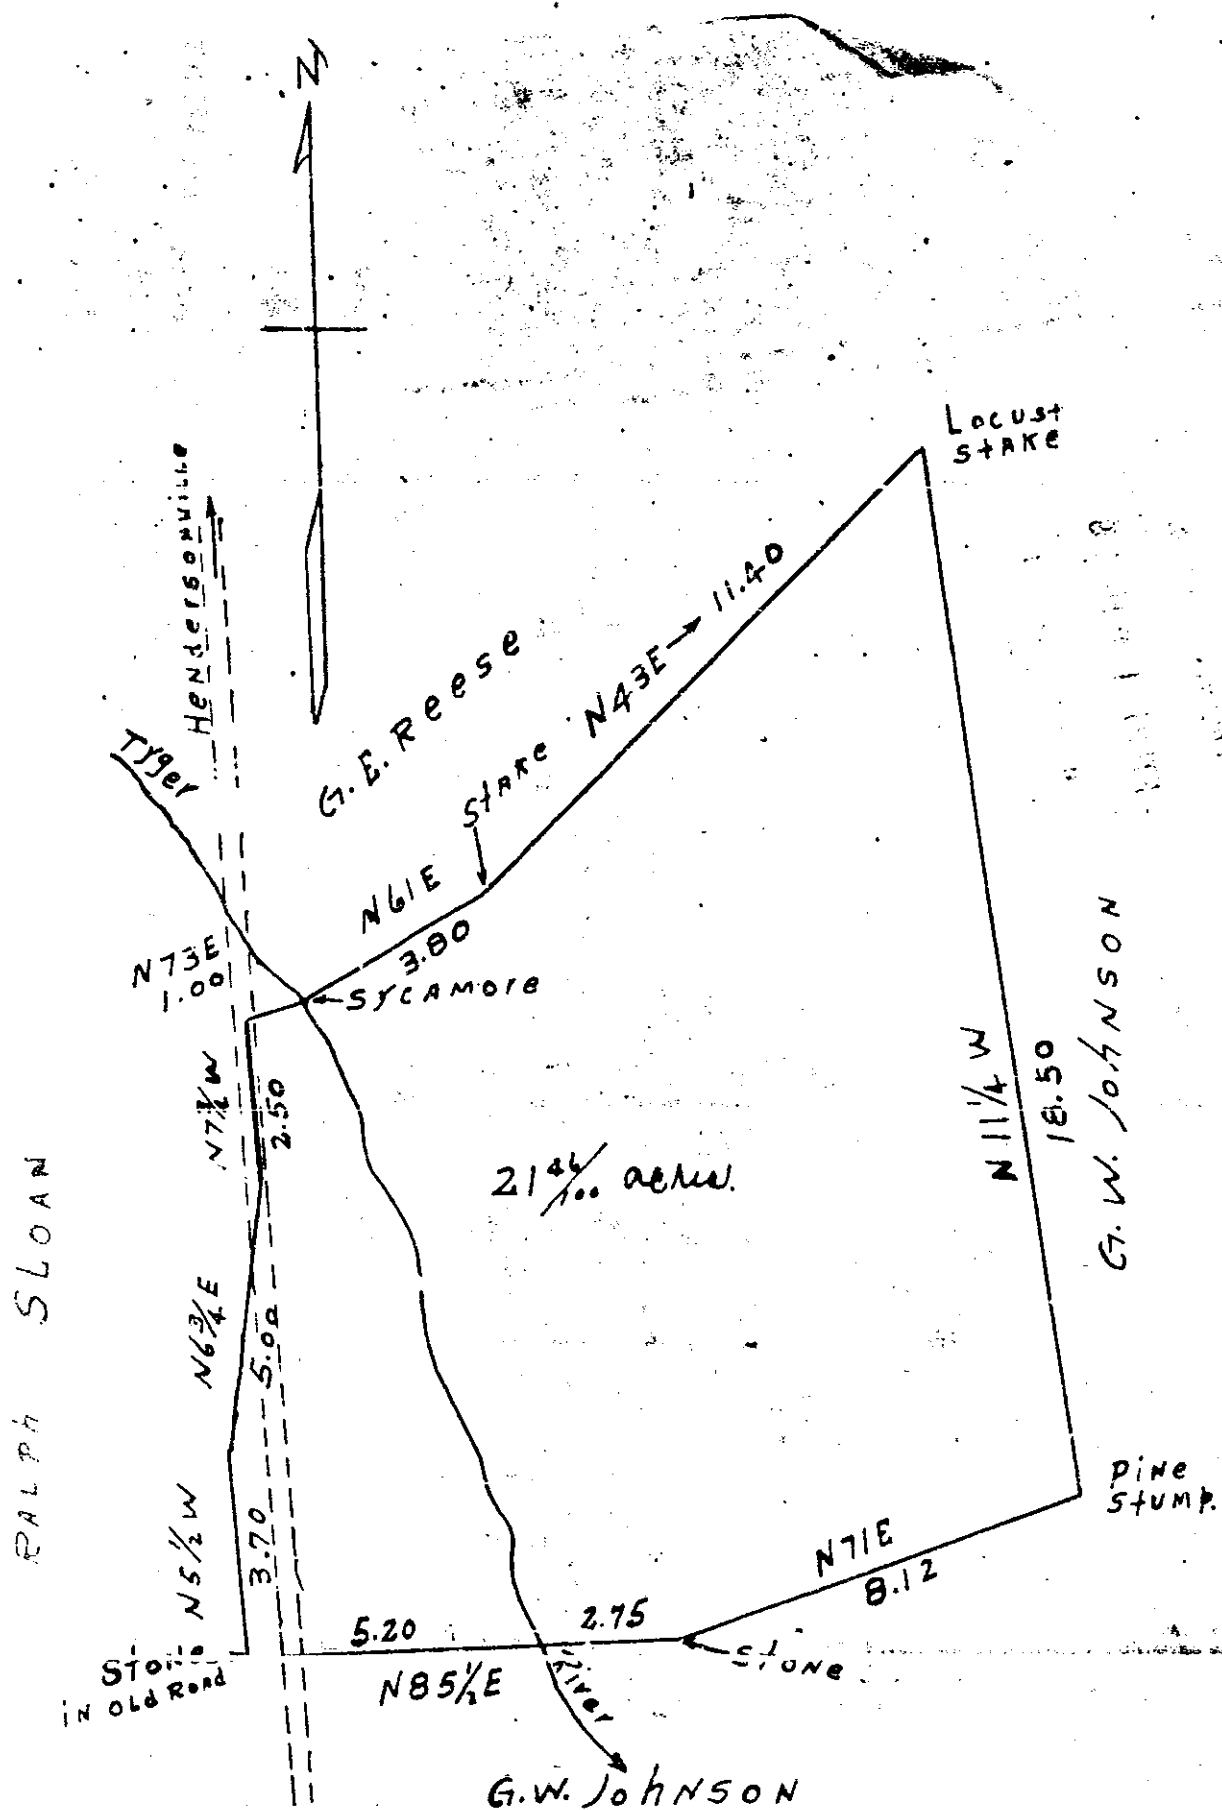 N
Locust
Stake
Hendersonville
G. E. Reese
Stake N43E → 11.40
Tyger
N61E
3.80
N73E
1.00
Sycamore
N7½W
2.50
21 46/100 acres.
N11¼W
18.50
G. W. Johnson
RALPH SLOAN
N6¾E
5.00
N5½W
3.70
Pine
Stump.
N71E
8.12
5.20
2.75
Stone
in Old Road
N85½E
River
Stone
G.W. Johnson